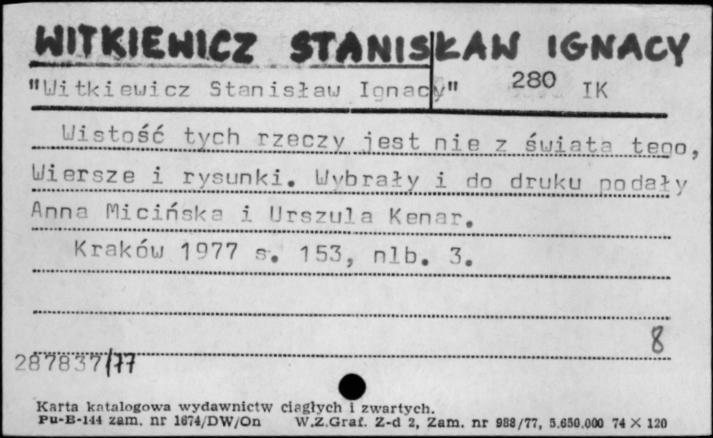 WITKIEWICZ STANISŁAW IGNACY
"Witkiewicz Stanisław Ignacy" 280 IK
Wistość tych rzeczy jest nie z świata tego,
Wiersze i rysunki. Wybrały i do druku podały
Anna Micińska i Urszula Kenar.
Kraków 1977 s. 153, nlb. 3.
8
287837/77
Karta katalogowa wydawnictw ciągłych i zwartych.
Pu-B-144 zam. nr 1674/DW/On W.Z.Graf. Z-d 2, Zam. nr 988/77, 5.650.000 74 X 120